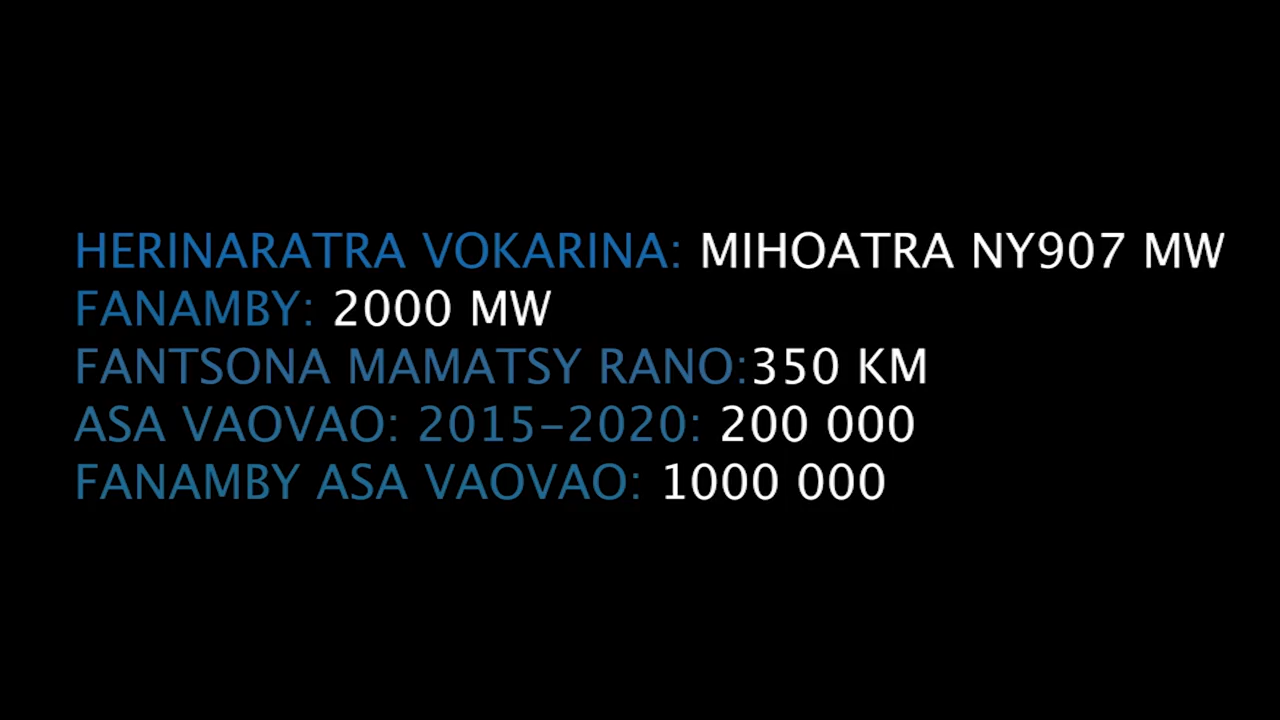 HERINARATRA VOKARINA: MIHOATRA NY907 MW
FANAMBY: 2000 MW
FANTSONA MAMATSY RANO:350 KM
ASA VAOVAO: 2015-2020: 200 000
FANAMBY ASA VAOVAO: 1000 000